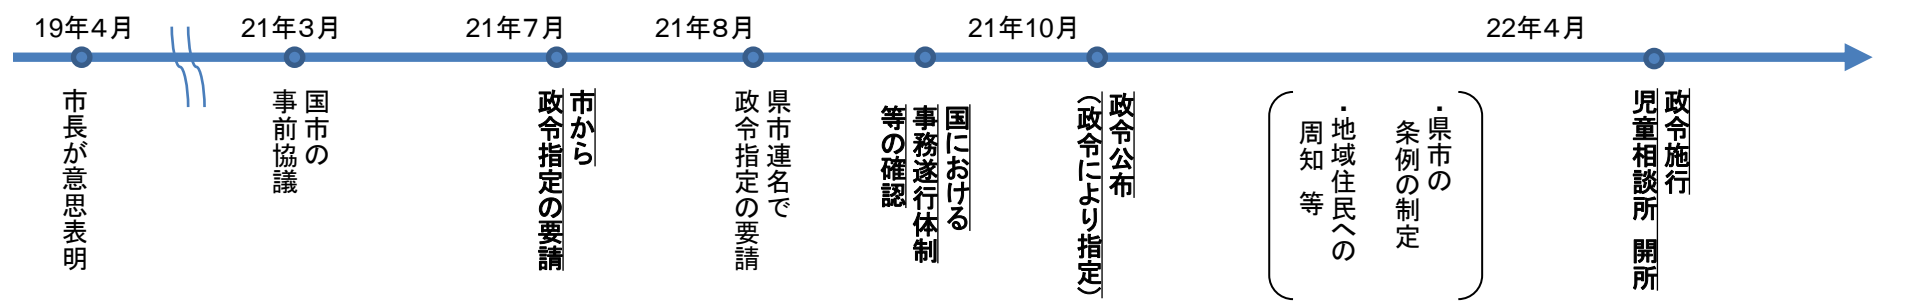 19年４月
市長が意思表明
21年３月
国市の
事前協議
21年７月
市から
政令指定の要請
21年８月
県市連名で
政令指定の要請
国における
事務遂行体制
等の確認
21年10月
政令公布
（政令により指定）
・県市の
条例の制定
・地域住民への
周知　等
22年４月
政令施行
児童相談所　開所